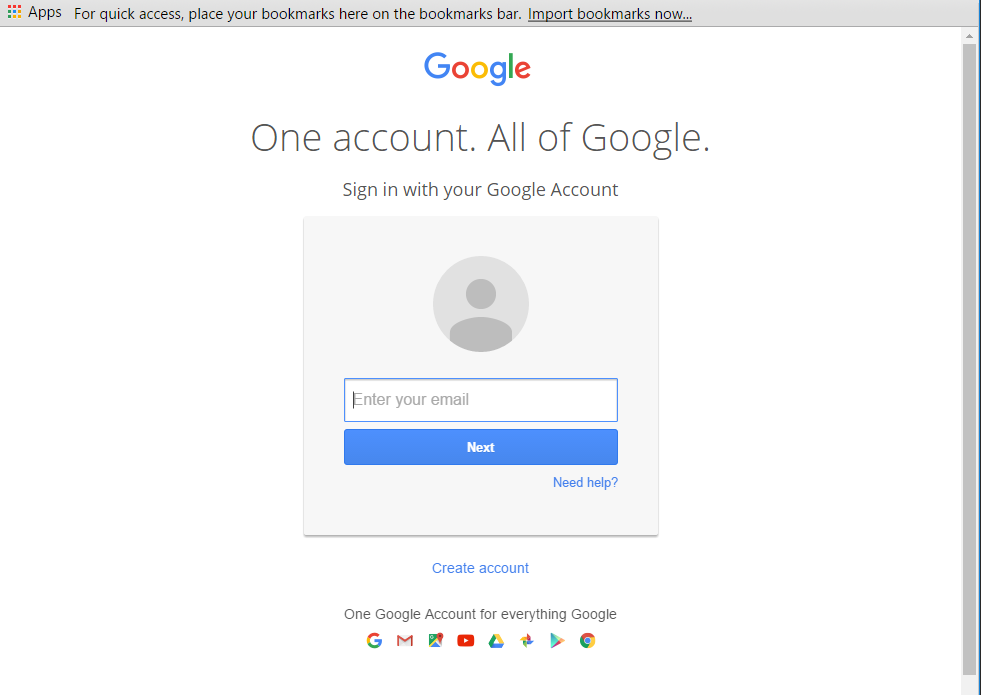 Apps For quick access, place your bookmarks here on the bookmarks bar. Import bookmarks now...
Google
One account. All of Google.
Sign in with your Google Account
Enter your email
Next
Need help?
Create account
One Google Account for everything Google